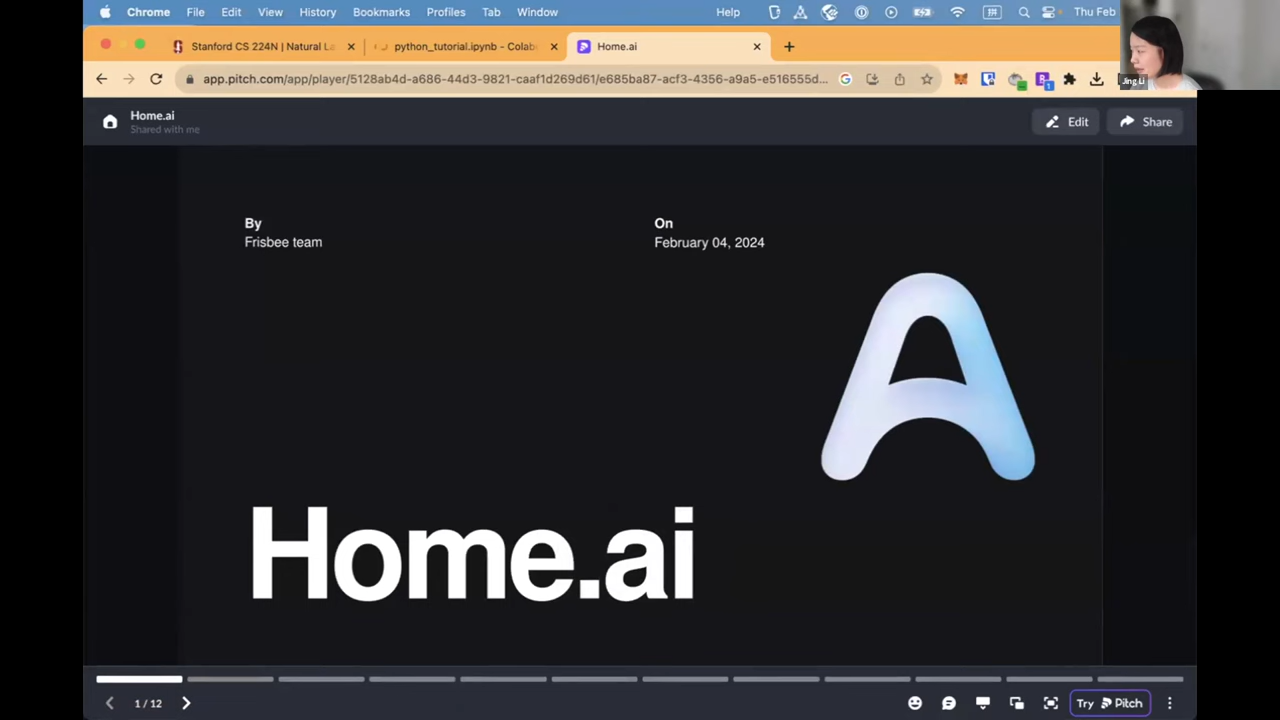 Chrome File Edit View History Bookmarks Profiles Tab Window Help Thu Feb
Stanford CS 224N | Natural La
python_tutorial.ipynb - Colab
Home.ai
app.pitch.com/app/player/5128ab4d-a686-44d3-9821-caaf1d269d61/e685ba87-acf3-4356-a9a5-e516555d...
Jing Li
Home.ai
Shared with me
Edit
Share
By
Frisbee team
On
February 04, 2024
A
Home.ai
1 / 12
Try Pitch